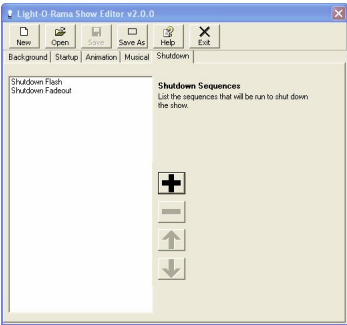 Light-O-Rama Show Editor v2.0.0
New Open Save Save As Help Exit
Background Startup Animation Musical Shutdown
Shutdown Flash
Shutdown Fadeout
Shutdown Sequences
List the sequences that will be run to shut down
the show.